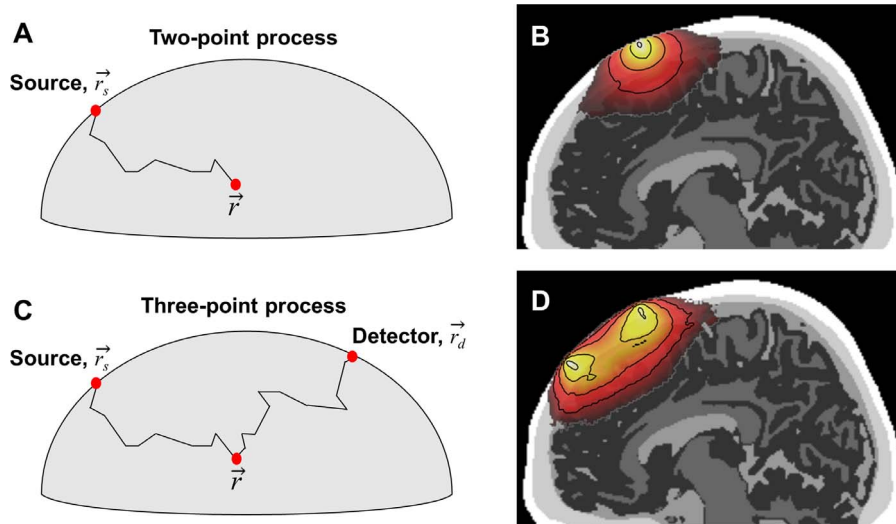 A
Two-point process
Source, r⃗ₛ
r⃗
B
C
Three-point process
Detector, r⃗d
Source, r⃗ₛ
r⃗
D